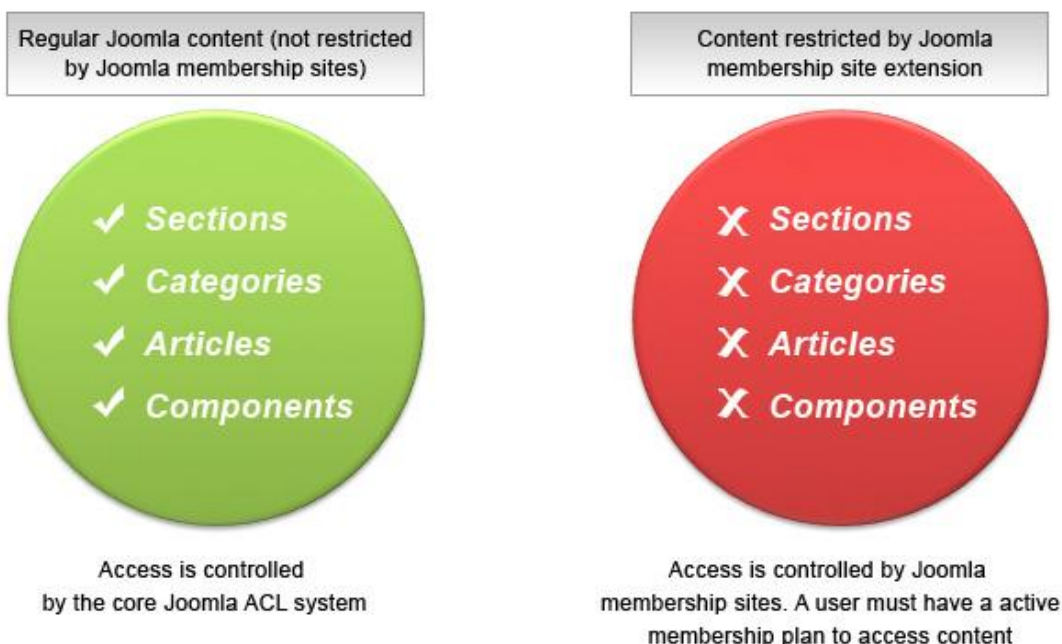 Regular Joomla content (not restricted
by Joomla membership sites)
Sections
Categories
Articles
Components
Access is controlled
by the core Joomla ACL system
Content restricted by Joomla
membership site extension
Sections
Categories
Articles
Components
Access is controlled by Joomla
membership sites. A user must have a active
membership plan to access content